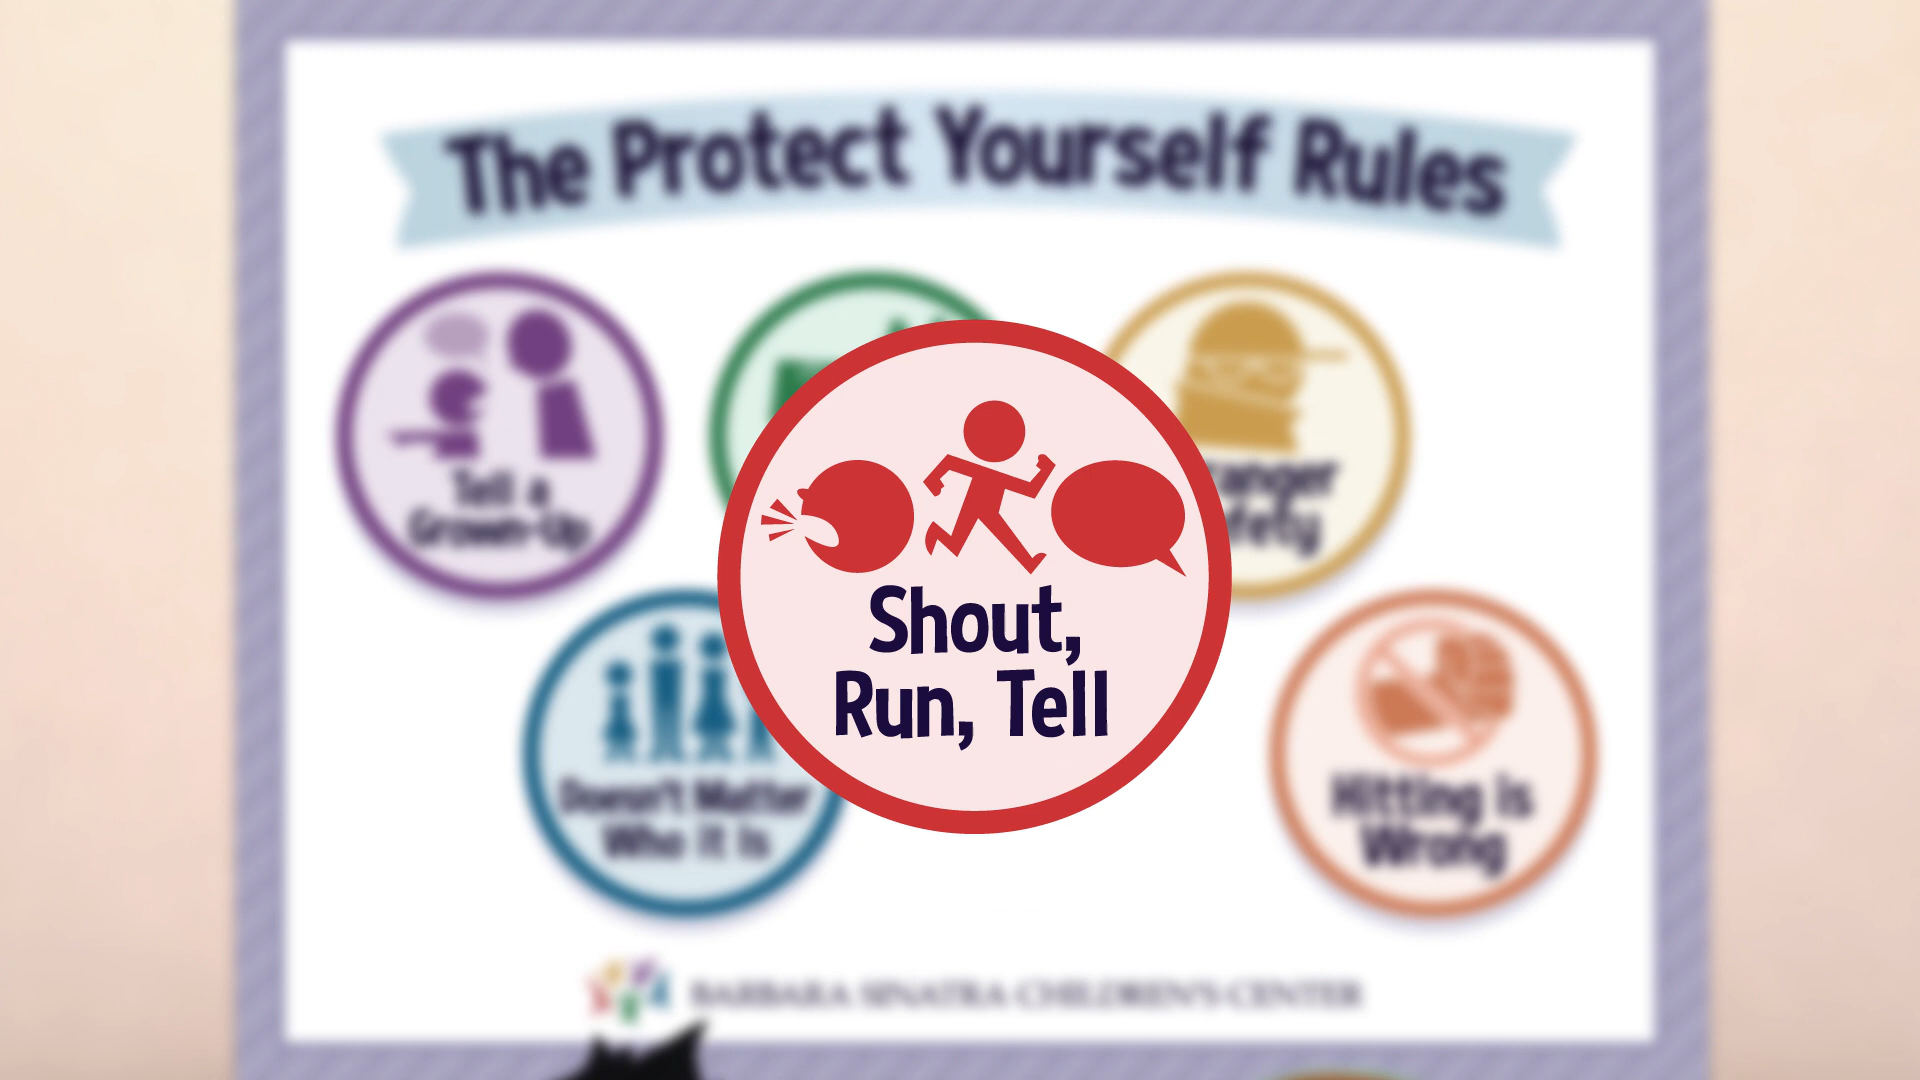 The Protect Yourself Rules
Tell a
Grown-Up
Shout,
Run, Tell
Doesn't Matter
Who it Is
Hitting is
Wrong
BARBARA SINATRA CHILDREN'S CENTER